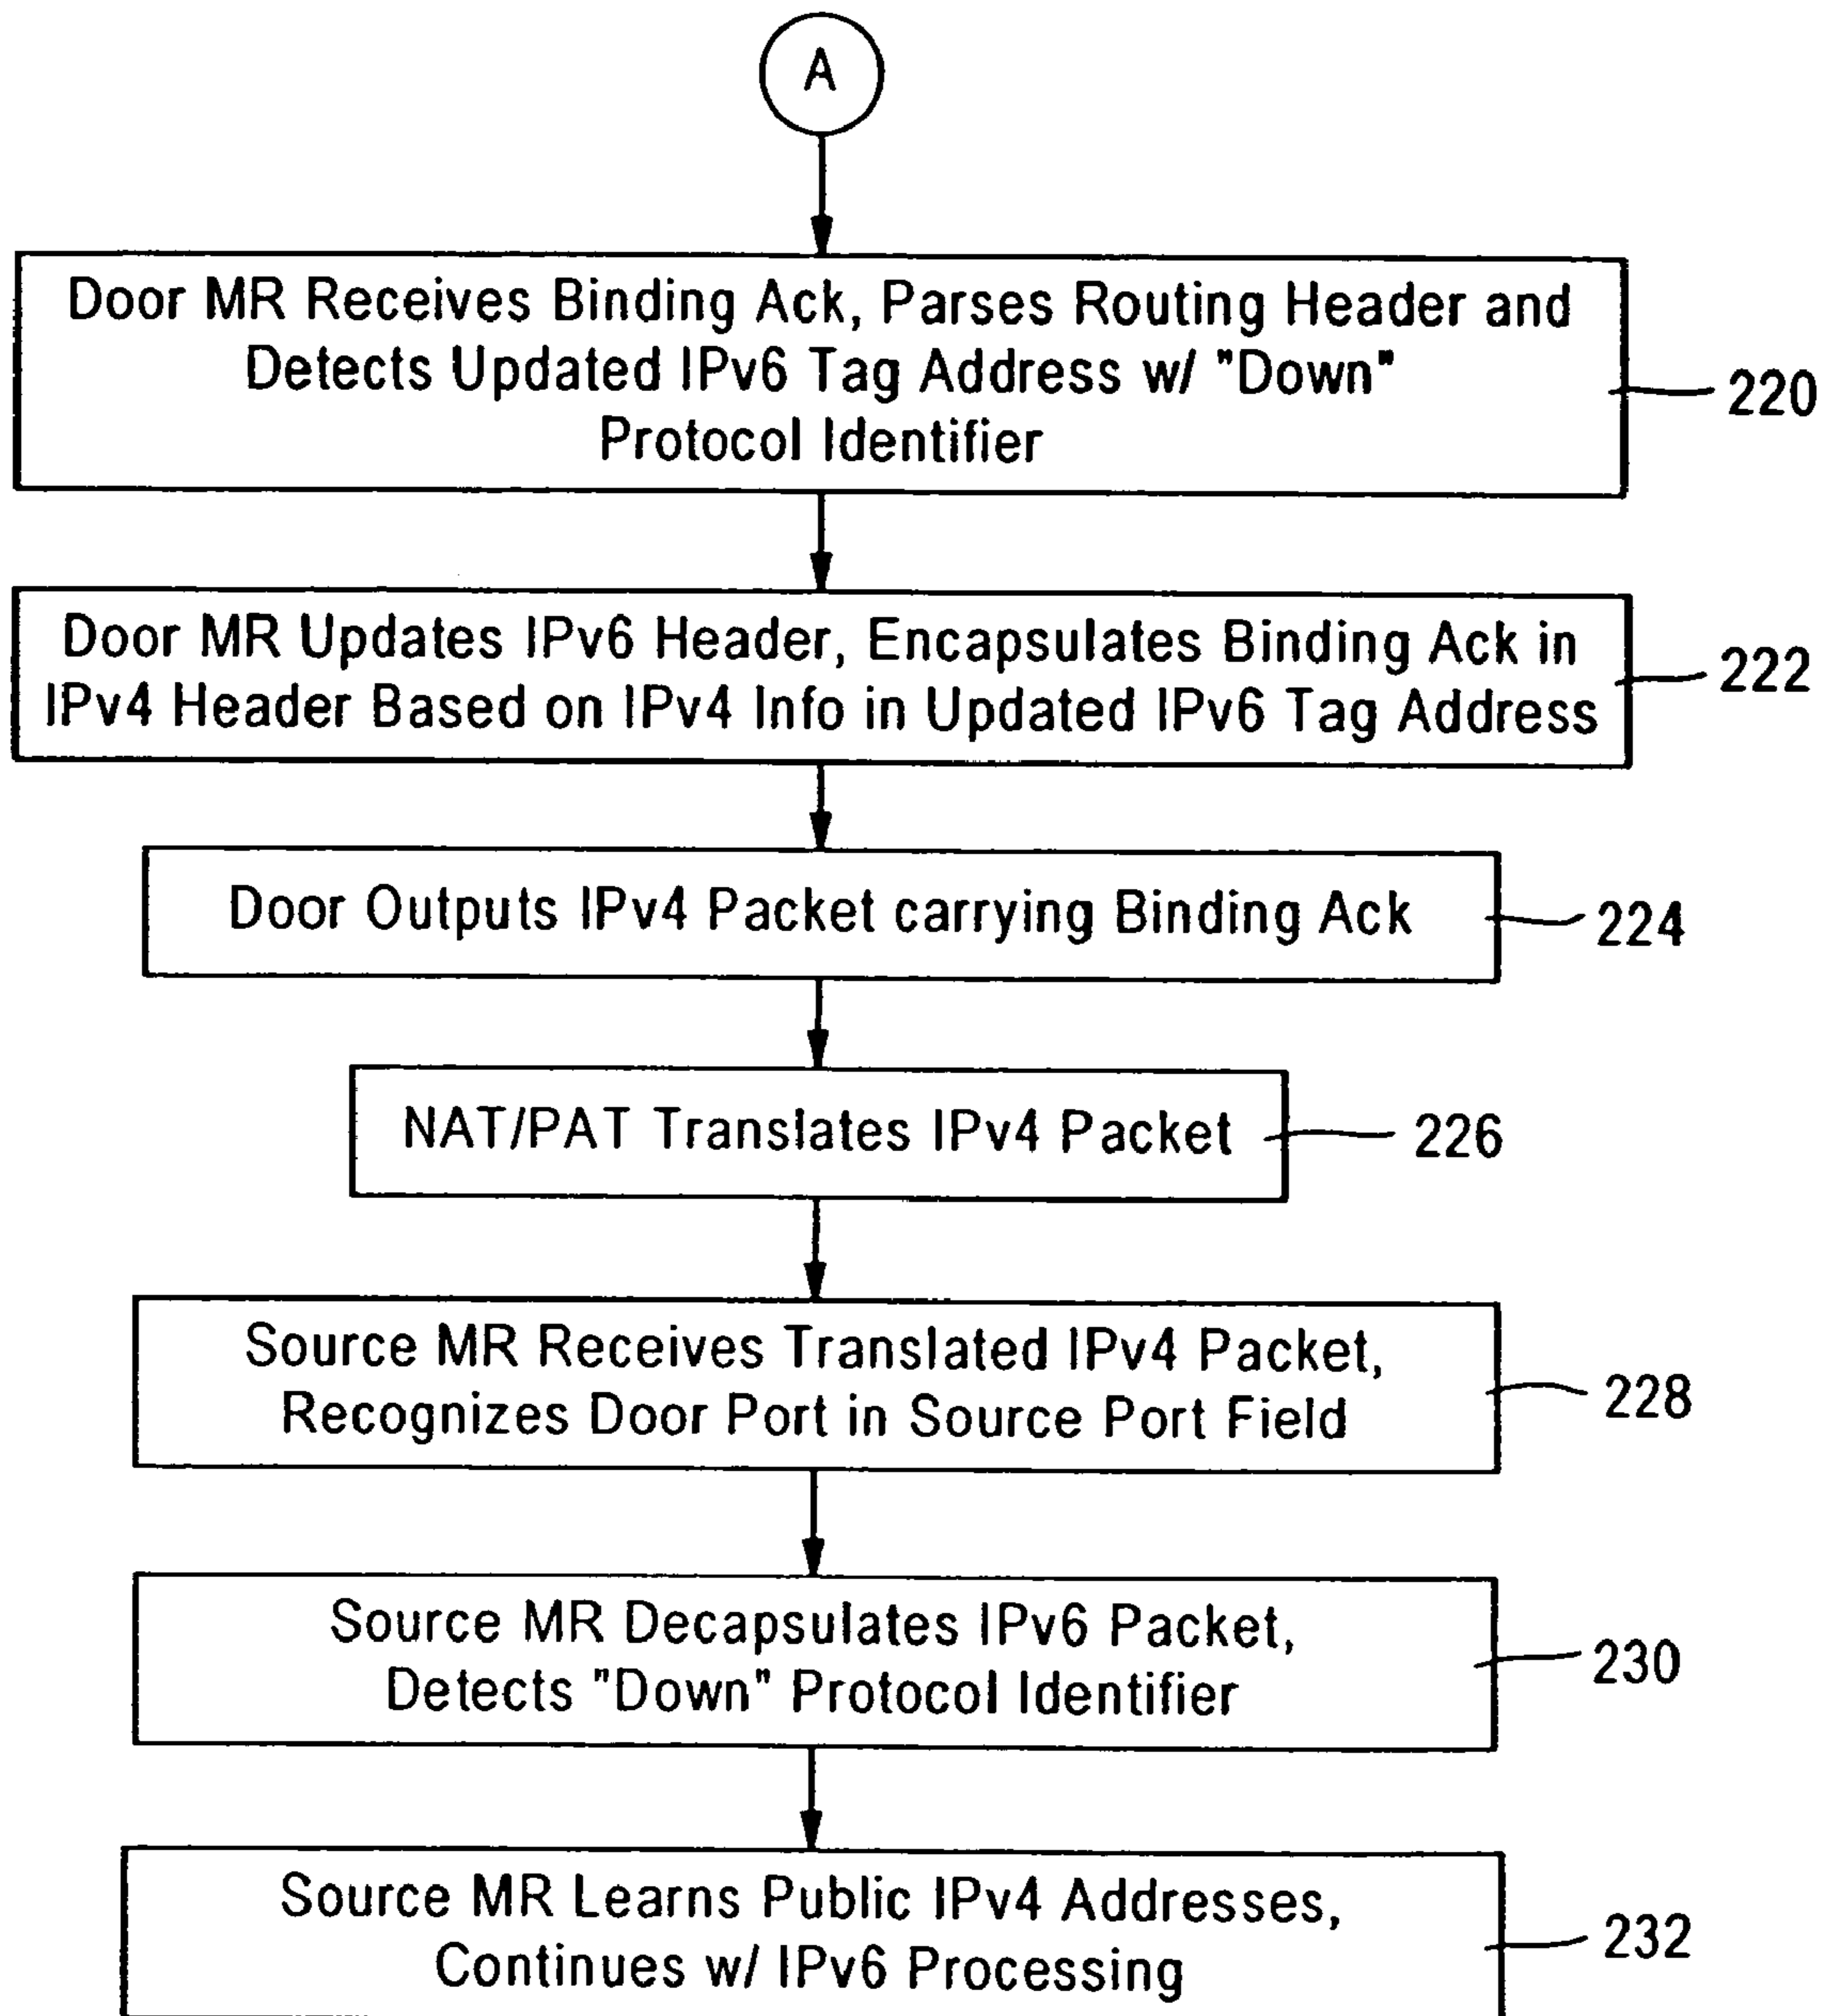 A
Door MR Receives Binding Ack, Parses Routing Header and
Detects Updated IPv6 Tag Address w/ "Down"
Protocol Identifier
220
Door MR Updates IPv6 Header, Encapsulates Binding Ack in
IPv4 Header Based on IPv4 Info in Updated IPv6 Tag Address
222
Door Outputs IPv4 Packet carrying Binding Ack
224
NAT/PAT Translates IPv4 Packet
226
Source MR Receives Translated IPv4 Packet,
Recognizes Door Port in Source Port Field
228
Source MR Decapsulates IPv6 Packet,
Detects "Down" Protocol Identifier
230
Source MR Learns Public IPv4 Addresses,
Continues w/ IPv6 Processing
232